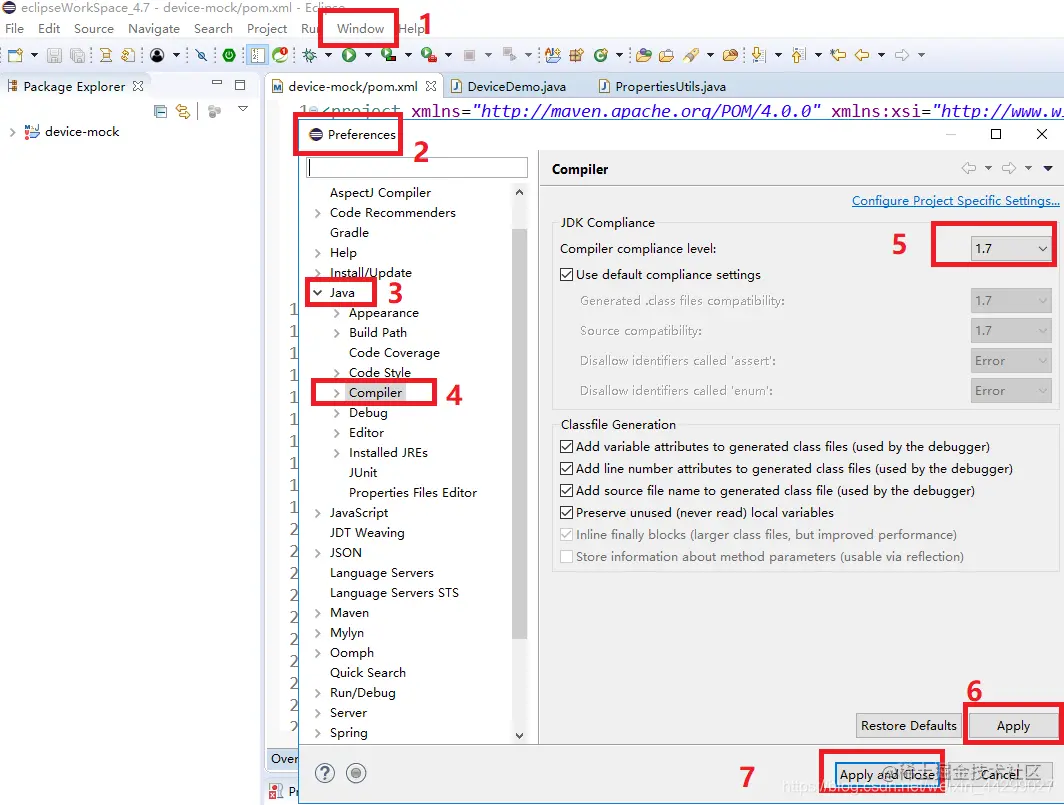 eclipseWorkSpace_4.7 - device-mock/pom.xml - Eclipse
File Edit Source Navigate Search Project Run Window Help
1
Package Explorer
device-mock/pom.xml
DeviceDemo.java
PropertiesUtils.java
device-mock
1 <project xmlns="http://maven.apache.org/POM/4.0.0" xmlns:xsi="http://www.w
Preferences
2
Compiler
Configure Project Specific Settings...
AspectJ Compiler
Code Recommenders
Gradle
Help
Install/Update
Java
3
Appearance
Build Path
Code Coverage
Code Style
Compiler
4
Debug
Editor
Installed JREs
JUnit
Properties Files Editor
JavaScript
JDT Weaving
JSON
Language Servers
Language Servers STS
Maven
Mylyn
Oomph
Quick Search
Run/Debug
Server
Spring
JDK Compliance
Compiler compliance level:
5
1.7
Use default compliance settings
Generated .class files compatibility:
1.7
Source compatibility:
1.7
Disallow identifiers called 'assert':
Error
Disallow identifiers called 'enum':
Error
Classfile Generation
Add variable attributes to generated class files (used by the debugger)
Add line number attributes to generated class files (used by the debugger)
Add source file name to generated class file (used by the debugger)
Preserve unused (never read) local variables
Inline finally blocks (larger class files, but improved performance)
Store information about method parameters (usable via reflection)
6
Restore Defaults
Apply
7
Apply and Close
Cancel
@稀土掘金技术社区
Over
Pr